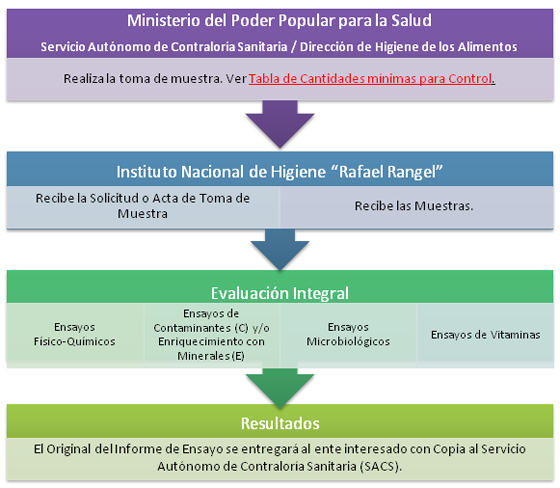 Ministerio del Poder Popular para la Salud
Servicio Autónomo de Contraloría Sanitaria / Dirección de Higiene de los Alimentos
Realiza la toma de muestra. Ver Tabla de Cantidades mínimas para Control.
Instituto Nacional de Higiene “Rafael Rangel”
Recibe la Solicitud o Acta de Toma de
Muestra
Recibe las Muestras.
Evaluación Integral
Ensayos
Físico-Químicos
Ensayos de
Contaminantes (C) y/o
Enriquecimiento con
Minerales (E)
Ensayos
Microbiológicos
Ensayos de Vitaminas
Resultados
El Original del Informe de Ensayo se entregará al ente interesado con Copia al Servicio
Autónomo de Contraloría Sanitaria (SACS).